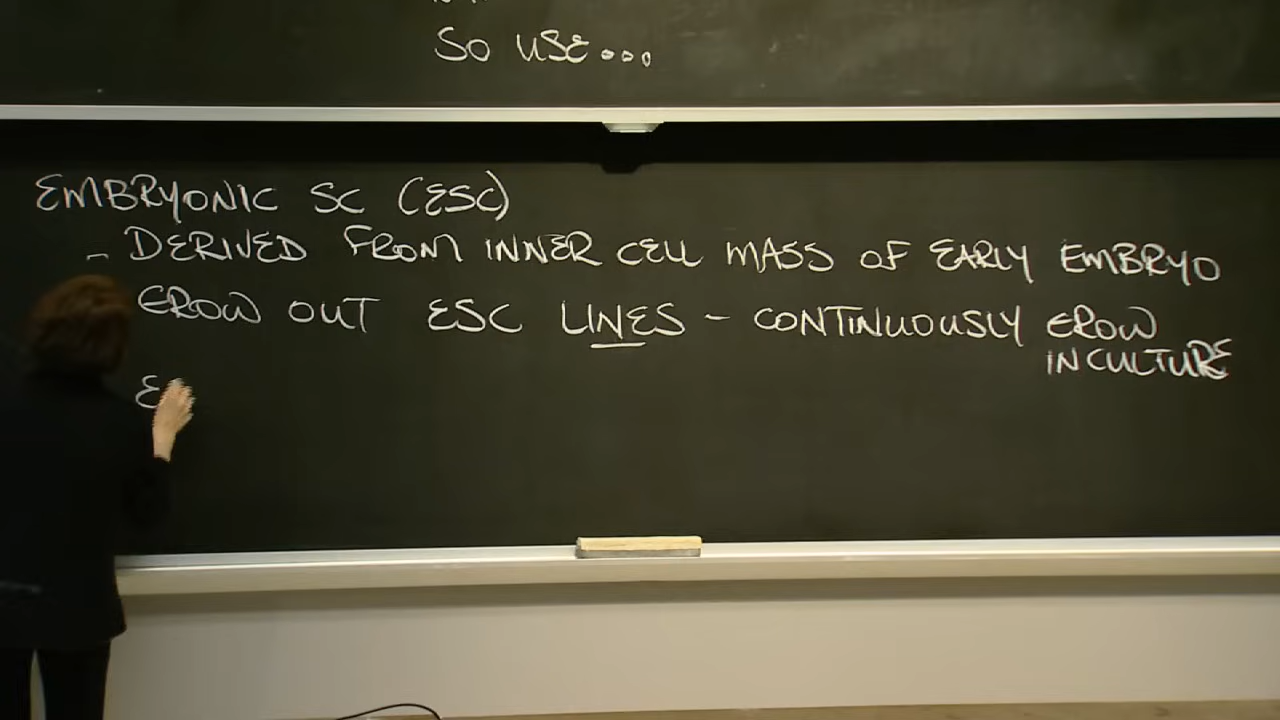 SO USE...
EMBRYONIC SC (ESC)
- DERIVED FROM INNER CELL MASS OF EARLY EMBRYO
GROW OUT ESC LINES - CONTINUOUSLY GROW
IN CULTURE